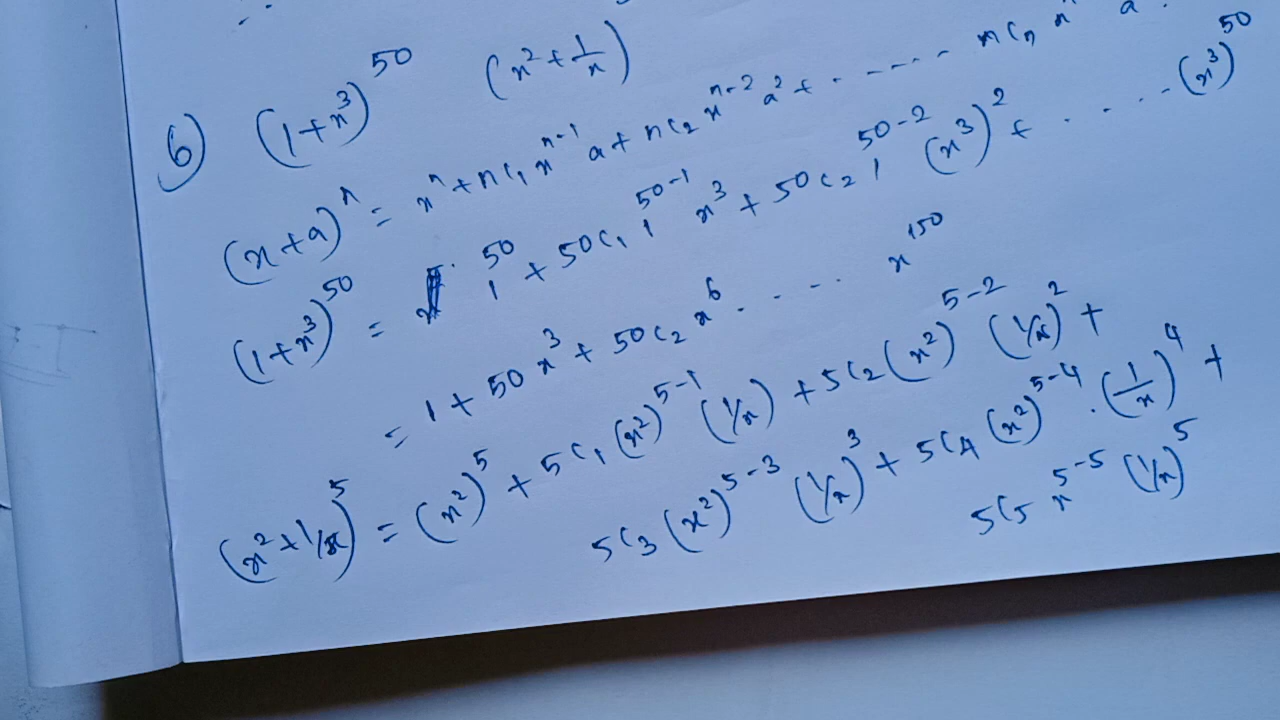 6) (1+x³)⁵⁰ (x² + 1/x)
(x+a)ⁿ = xⁿ + nC₁ xⁿ⁻¹ a + nC₂ xⁿ⁻² a² + ....... nCₙ
(1+x³)⁵⁰ = 1⁵⁰ + 50C₁ 1⁵⁰⁻¹ x³ + 50C₂ 1⁵⁰⁻² (x³)² + ...... (x³)⁵⁰
= 1 + 50 x³ + 50C₂ x⁶ ...... x¹⁵⁰
(x² + 1/x)⁵ = (x²)⁵ + 5C₁ (x²)⁵⁻¹ (1/x) + 5C₂ (x²)⁵⁻² (1/x)² +
5C₃ (x²)⁵⁻³ (1/x)³ + 5C₄ (x²)⁵⁻⁴ . (1/x)⁴ +
5C₅ x⁵⁻⁵ (1/x)⁵